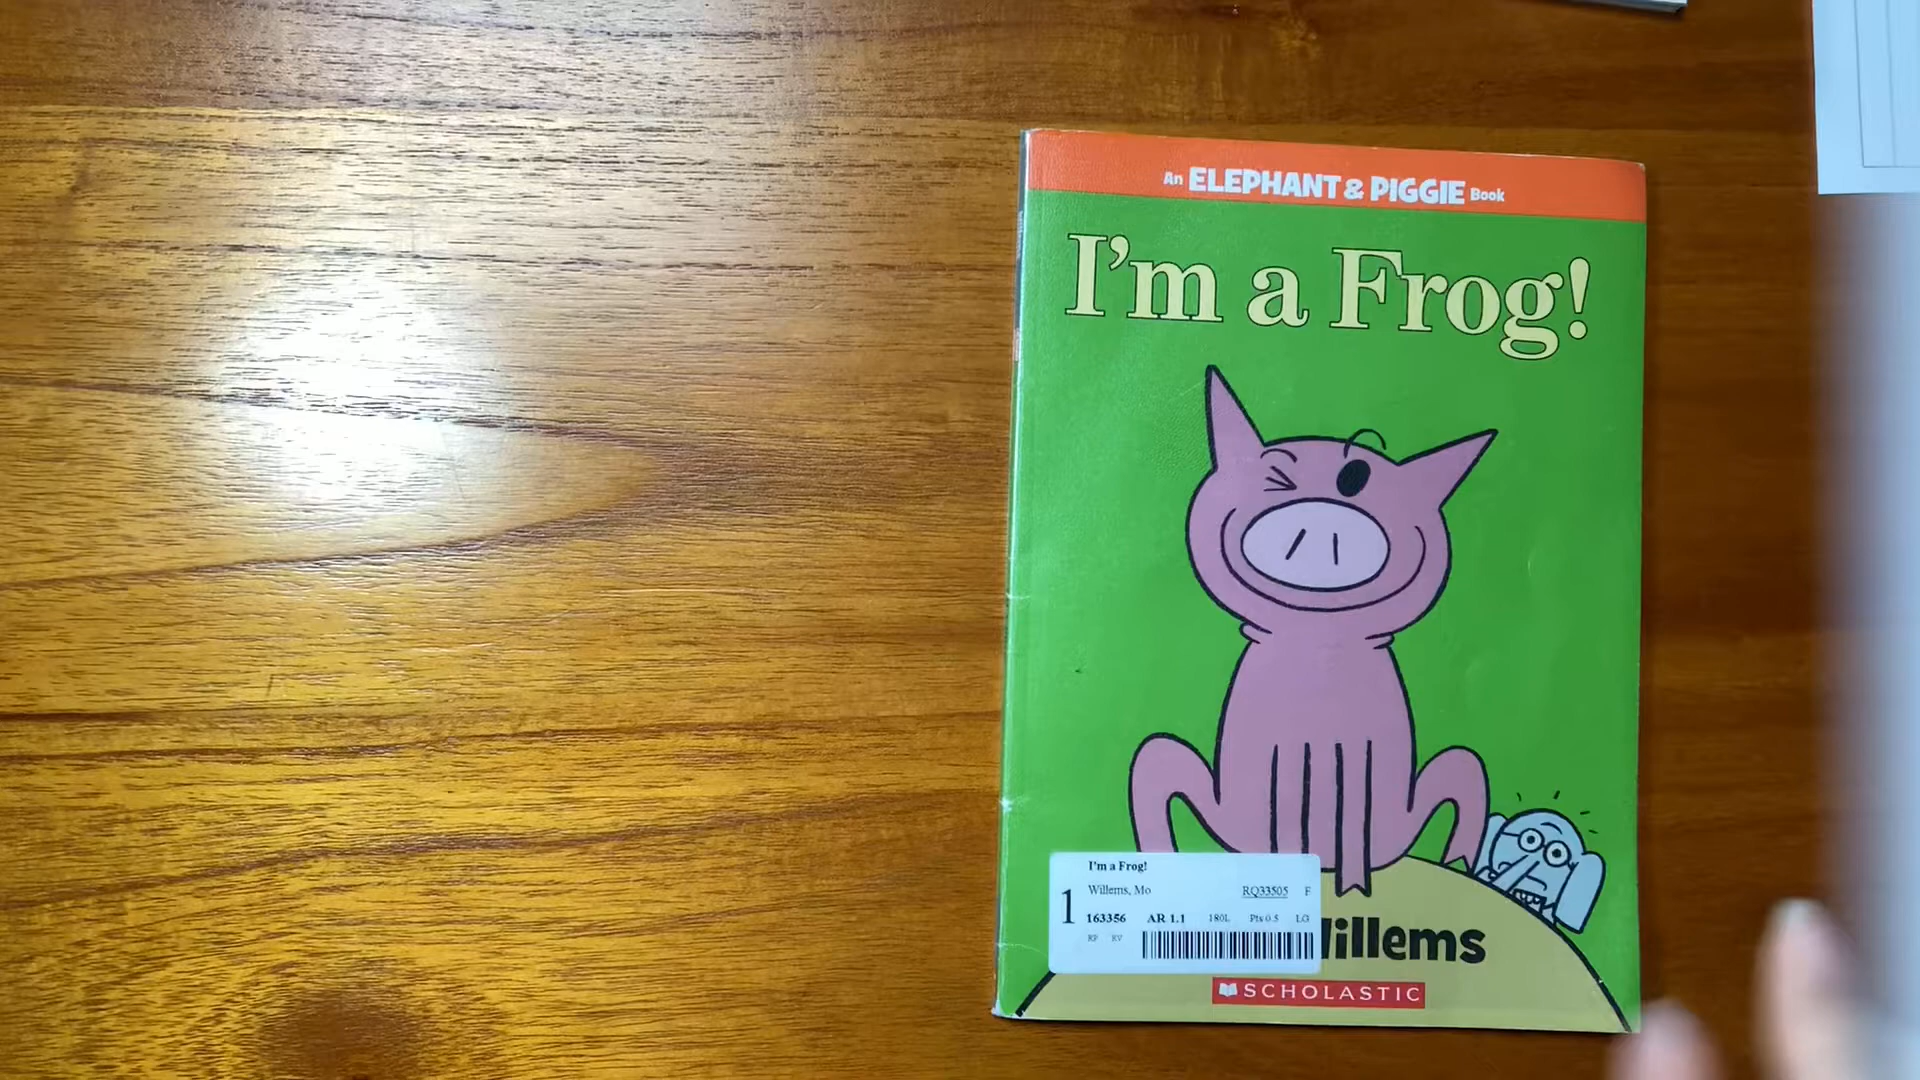 An ELEPHANT & PIGGIE Book
I'm a Frog!
I'm a Frog!
Willems, Mo RQ33505 F
1 163356 AR 1.1 180L Pts 0.5 LG
RP RV
illems
SCHOLASTIC